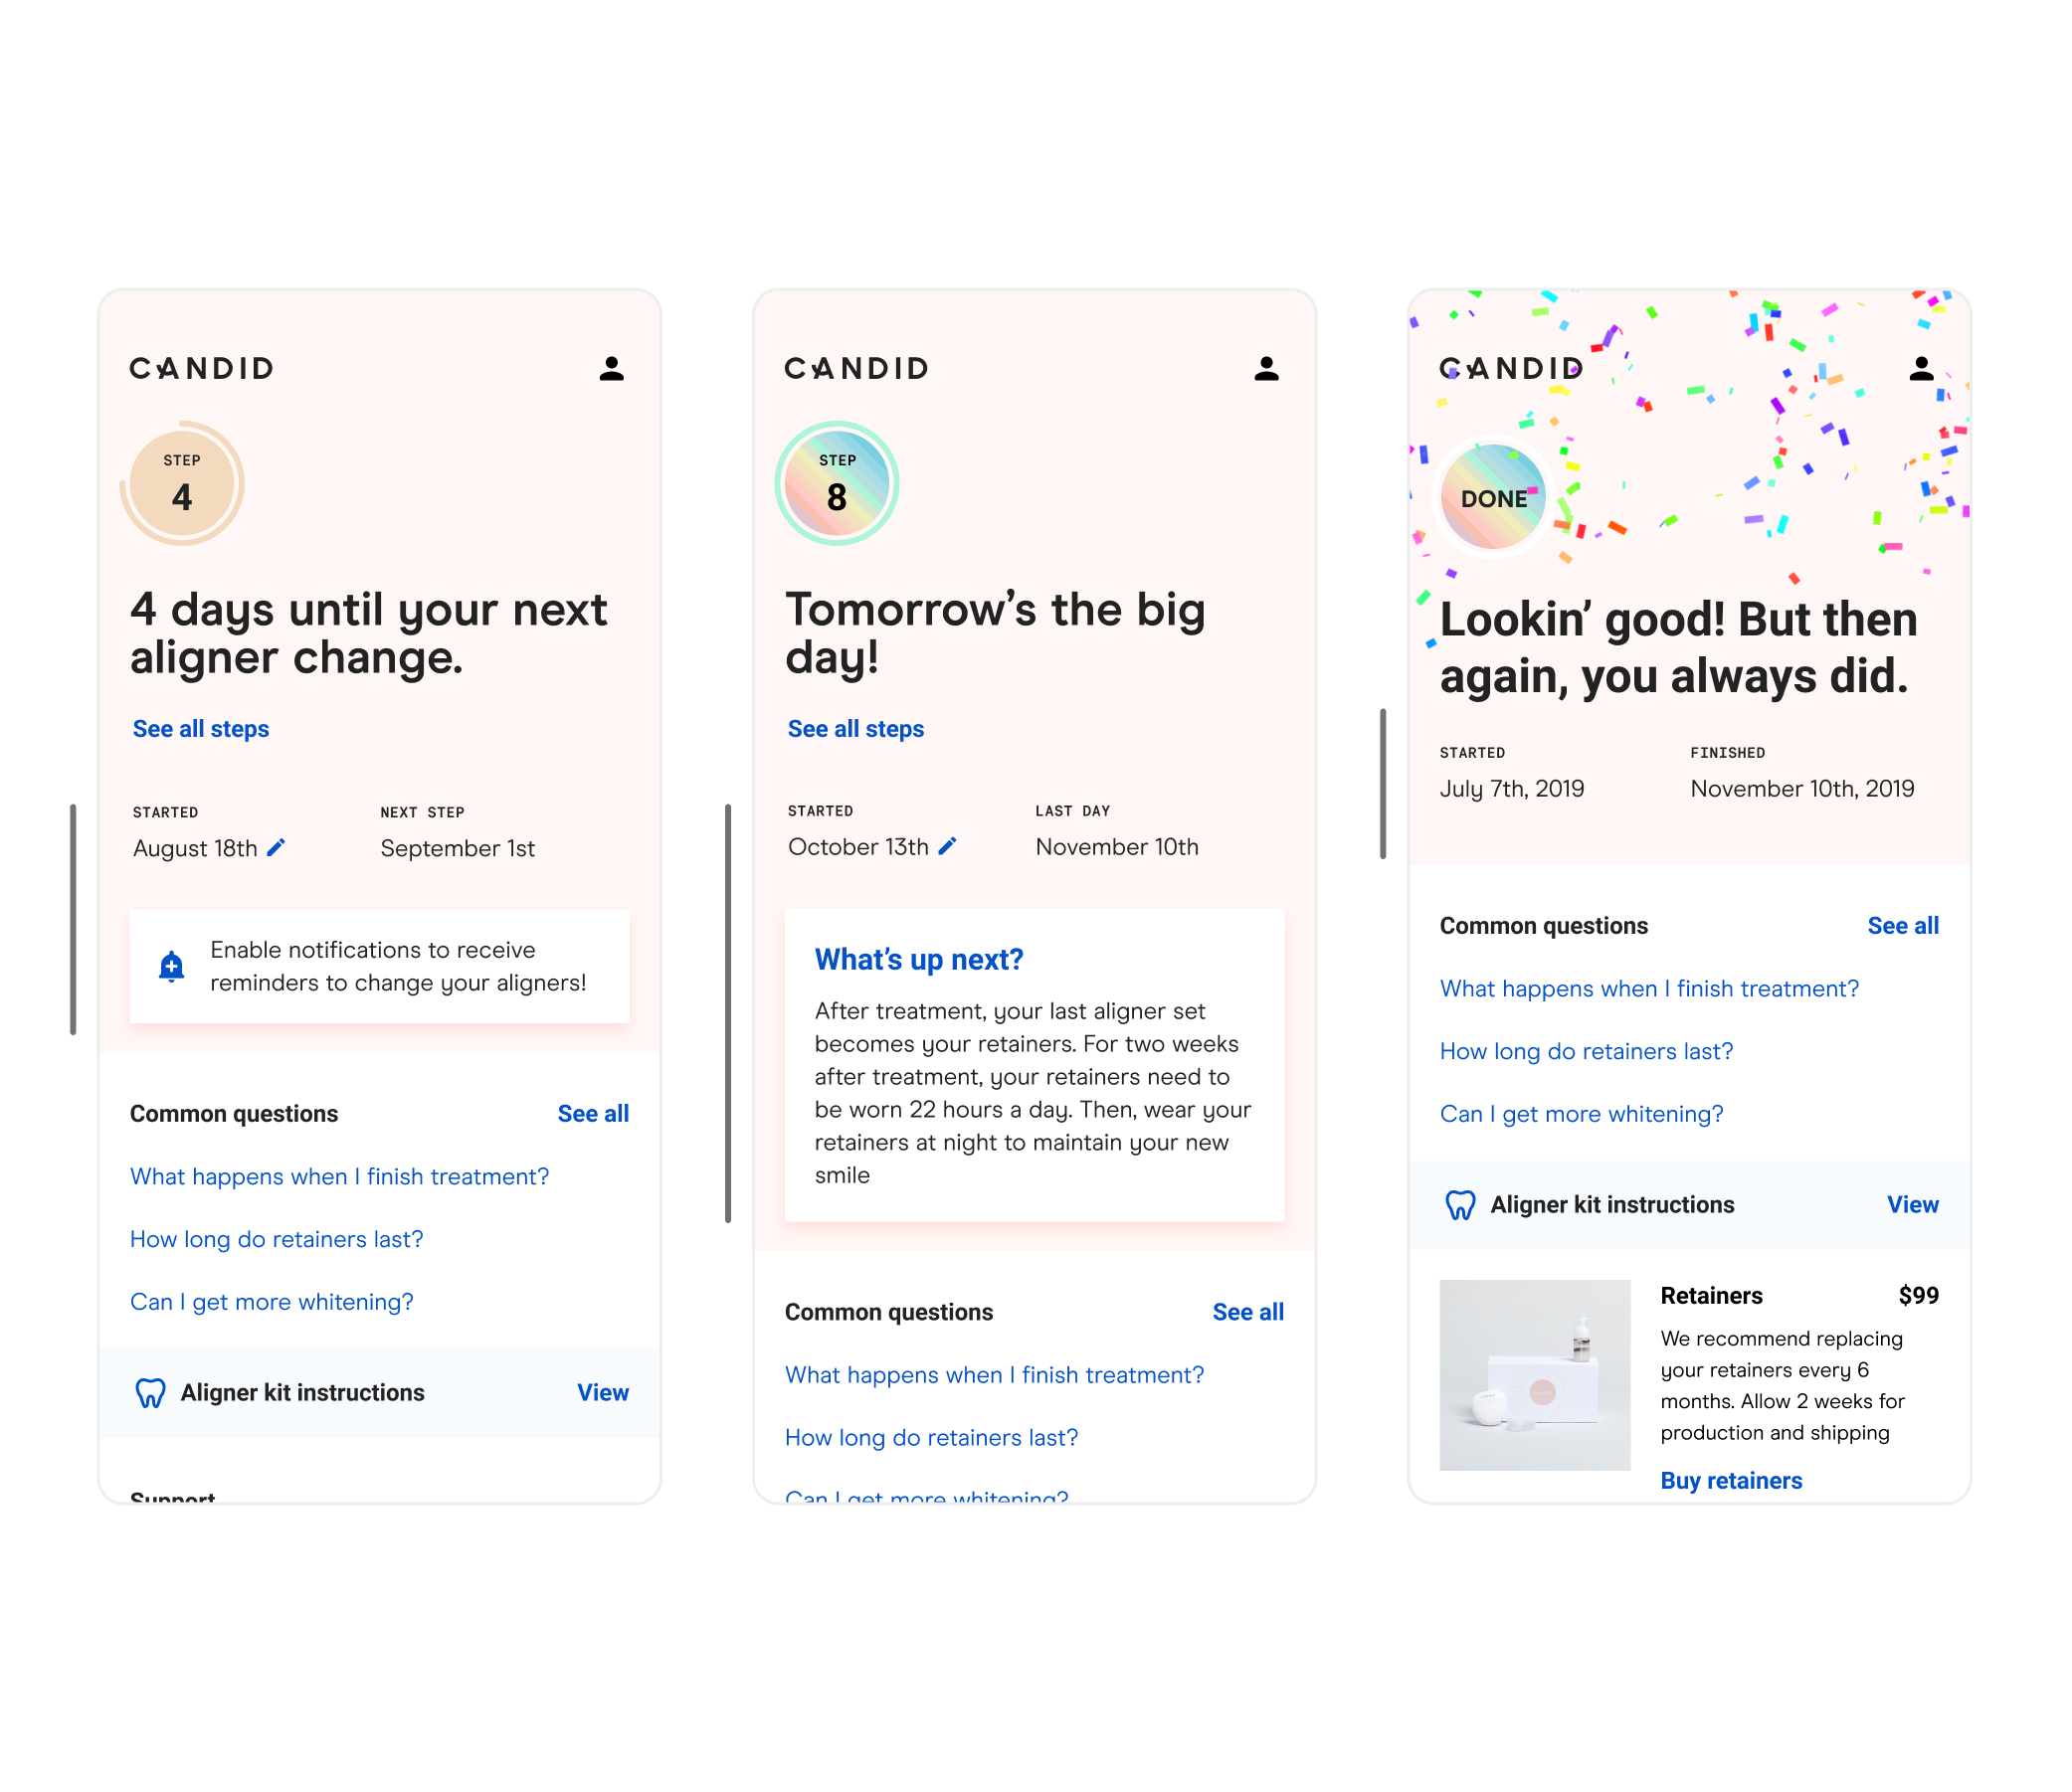 CANDID
STEP
4
4 days until your next
aligner change.
See all steps
STARTED
August 18th
NEXT STEP
September 1st
Enable notifications to receive
reminders to change your aligners!
Common questions
See all
What happens when I finish treatment?
How long do retainers last?
Can I get more whitening?
Aligner kit instructions
View
Support
CANDID
STEP
8
Tomorrow’s the big
day!
See all steps
STARTED
October 13th
LAST DAY
November 10th
What’s up next?
After treatment, your last aligner set
becomes your retainers. For two weeks
after treatment, your retainers need to
be worn 22 hours a day. Then, wear your
retainers at night to maintain your new
smile
Common questions
See all
What happens when I finish treatment?
How long do retainers last?
Can I get more whitening?
CANDID
DONE
Lookin’ good! But then
again, you always did.
STARTED
July 7th, 2019
FINISHED
November 10th, 2019
Common questions
See all
What happens when I finish treatment?
How long do retainers last?
Can I get more whitening?
Aligner kit instructions
View
Retainers
$99
We recommend replacing
your retainers every 6
months. Allow 2 weeks for
production and shipping
Buy retainers